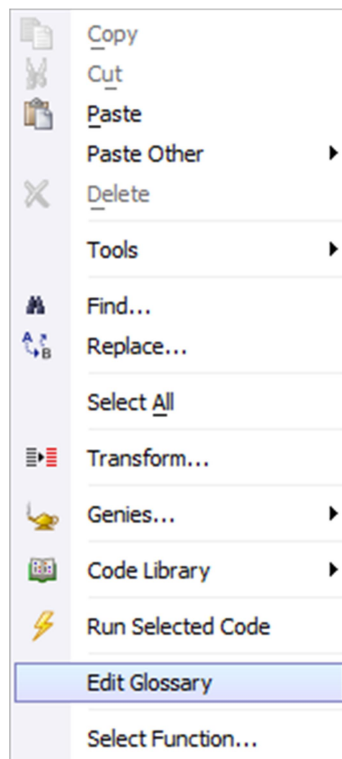 Copy
Cut
Paste
Paste Other
Delete
Tools
Find...
Replace...
Select All
Transform...
Genies...
Code Library
Run Selected Code
Edit Glossary
Select Function...